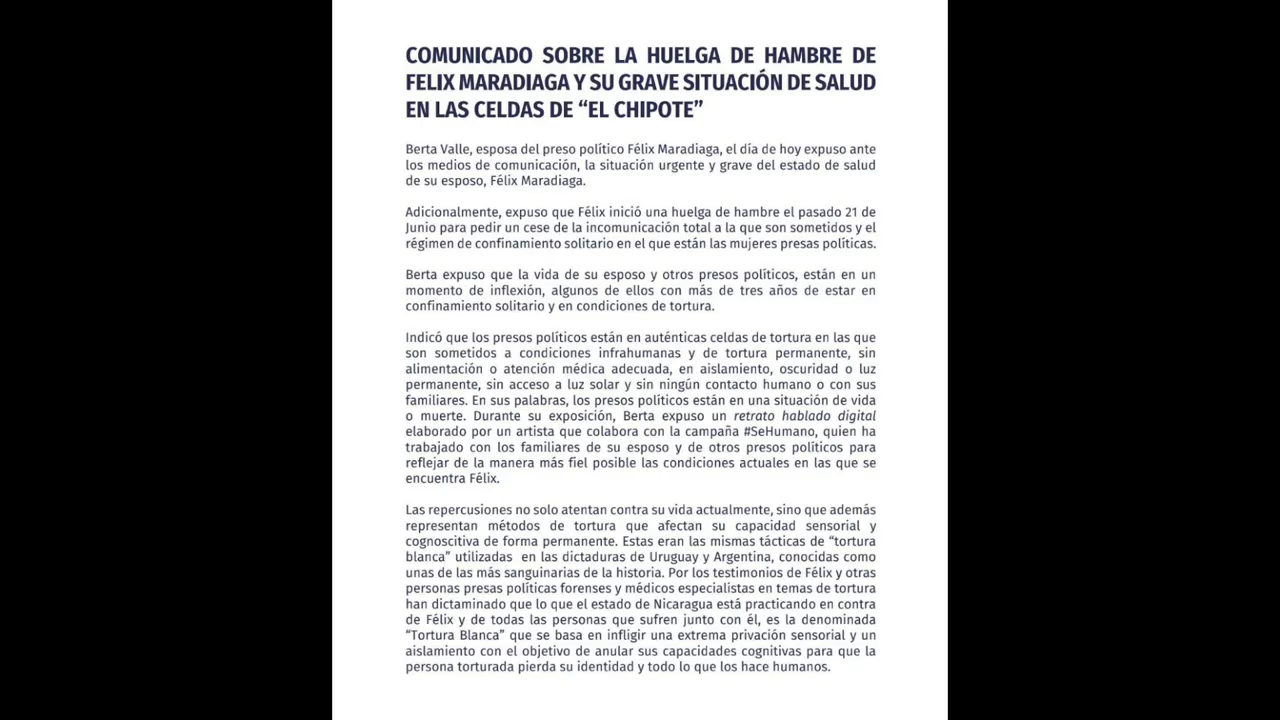 COMUNICADO SOBRE LA HUELGA DE HAMBRE DE
FELIX MARADIAGA Y SU GRAVE SITUACIÓN DE SALUD
EN LAS CELDAS DE “EL CHIPOTE”
Berta Valle, esposa del preso político Félix Maradiaga, el día de hoy expuso ante
los medios de comunicación, la situación urgente y grave del estado de salud
de su esposo, Félix Maradiaga.
Adicionalmente, expuso que Félix inició una huelga de hambre el pasado 21 de
Junio para pedir un cese de la incomunicación total a la que son sometidos y el
régimen de confinamiento solitario en el que están las mujeres presas políticas.
Berta expuso que la vida de su esposo y otros presos políticos, están en un
momento de inflexión, algunos de ellos con más de tres años de estar en
confinamiento solitario y en condiciones de tortura.
Indicó que los presos políticos están en auténticas celdas de tortura en las que
son sometidos a condiciones infrahumanas y de tortura permanente, sin
alimentación o atención médica adecuada, en aislamiento, oscuridad o luz
permanente, sin acceso a luz solar y sin ningún contacto humano o con sus
familiares. En sus palabras, los presos políticos están en una situación de vida
o muerte. Durante su exposición, Berta expuso un retrato hablado digital
elaborado por un artista que colabora con la campaña #SeHumano, quien ha
trabajado con los familiares de su esposo y de otros presos políticos para
reflejar de la manera más fiel posible las condiciones actuales en las que se
encuentra Félix.
Las repercusiones no solo atentan contra su vida actualmente, sino que además
representan métodos de tortura que afectan su capacidad sensorial y
cognoscitiva de forma permanente. Estas eran las mismas tácticas de “tortura
blanca” utilizadas en las dictaduras de Uruguay y Argentina, conocidas como
unas de las más sanguinarias de la historia. Por los testimonios de Félix y otras
personas presas políticas forenses y médicos especialistas en temas de tortura
han dictaminado que lo que el estado de Nicaragua está practicando en contra
de Félix y de todas las personas que sufren junto con él, es la denominada
“Tortura Blanca” que se basa en infligir una extrema privación sensorial y un
aislamiento con el objetivo de anular sus capacidades cognitivas para que la
persona torturada pierda su identidad y todo lo que los hace humanos.